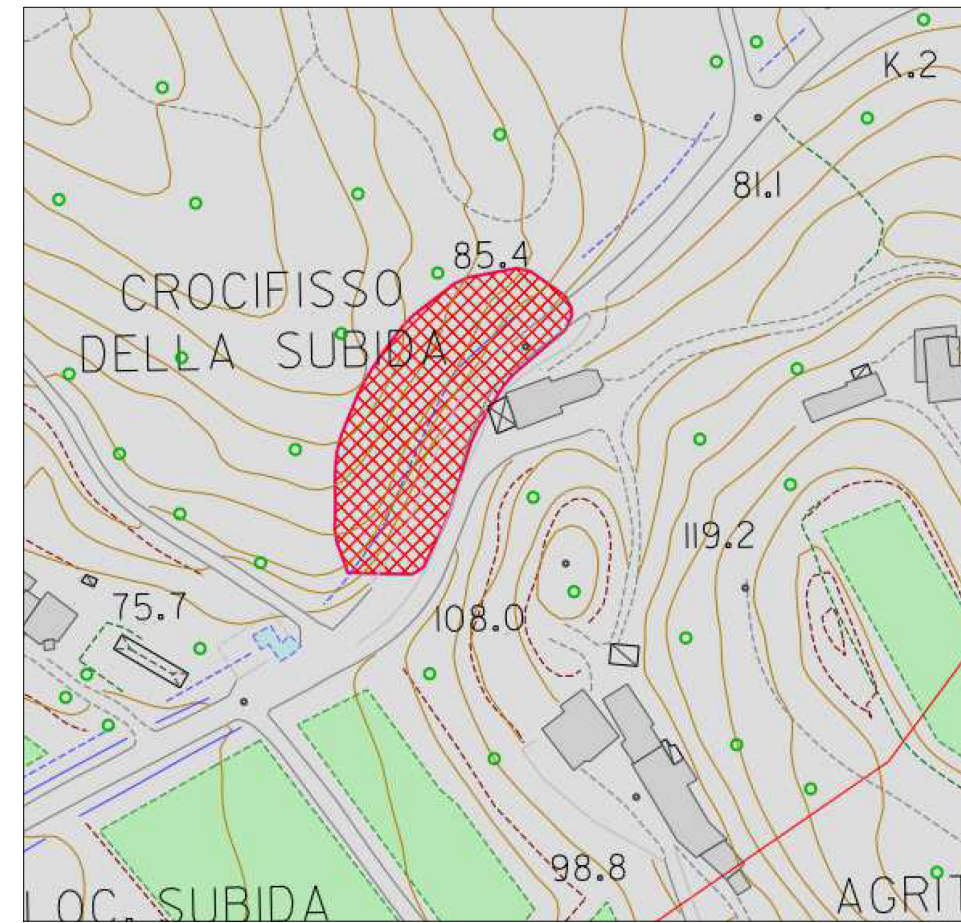 K.2
81.1
85.4
CROCIFISSO
DELLA SUBIDA
119.2
75.7
108.0
98.8
LOC. SUBIDA
AGRIT